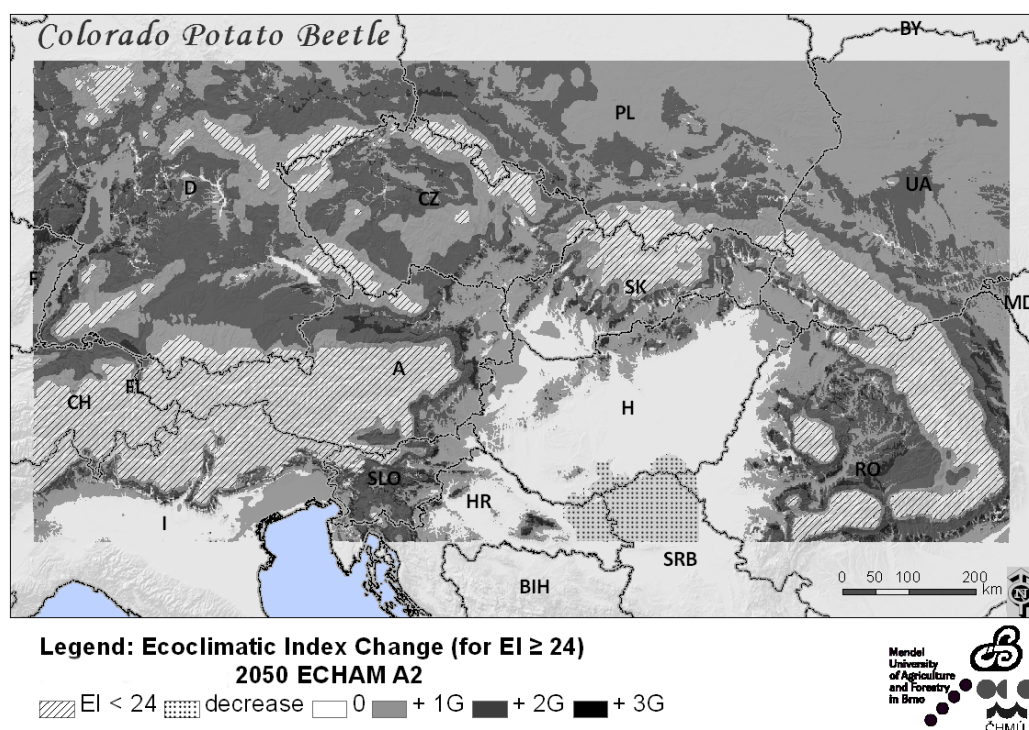 Colorado Potato Beetle
BY
PL
D
CZ
UA
F
SK
MD
A
FL
CH
H
SLO
RO
HR
I
SRB
BIH
0 50 100 200
km
N
Legend: Ecoclimatic Index Change (for EI ≥ 24)
2050 ECHAM A2
EI < 24 decrease 0 + 1G + 2G + 3G
Mendel
University
of Agriculture
and Forestry
in Brno
ČHMÚ